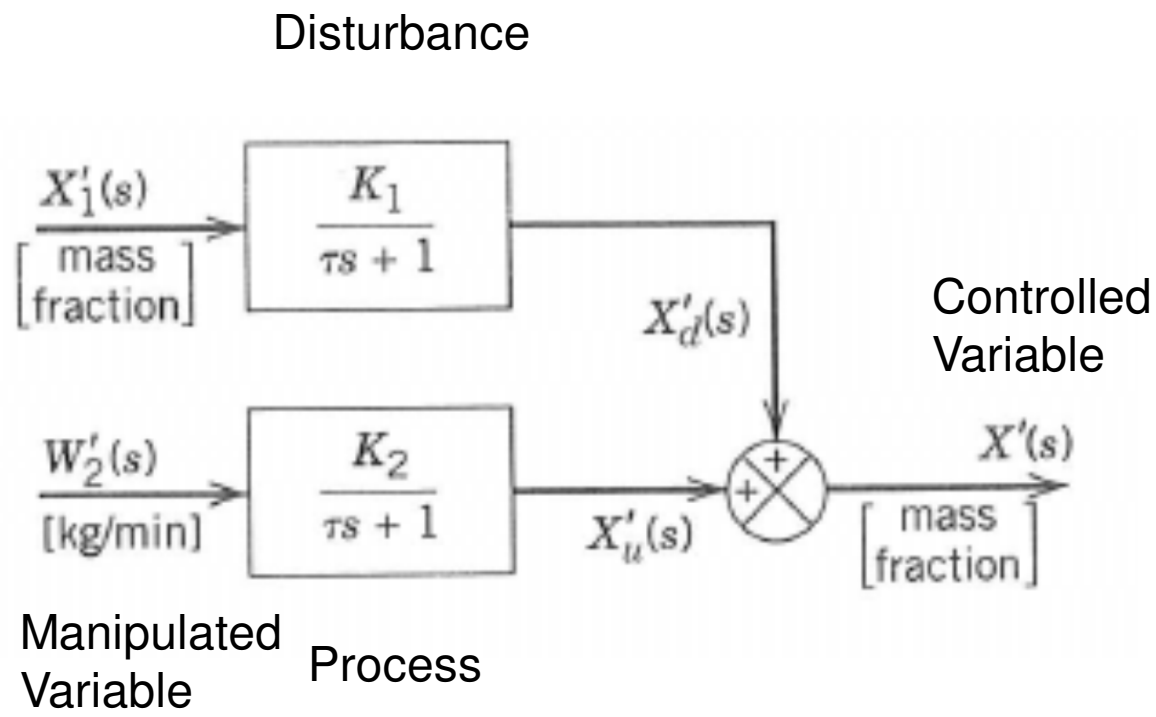 Disturbance
X′₁(s)
[mass
fraction]
K₁
τs + 1
X′d(s)
Controlled
Variable
W′₂(s)
[kg/min]
K₂
τs + 1
X′u(s)
+
+
X′(s)
[mass
fraction]
Manipulated
Variable
Process